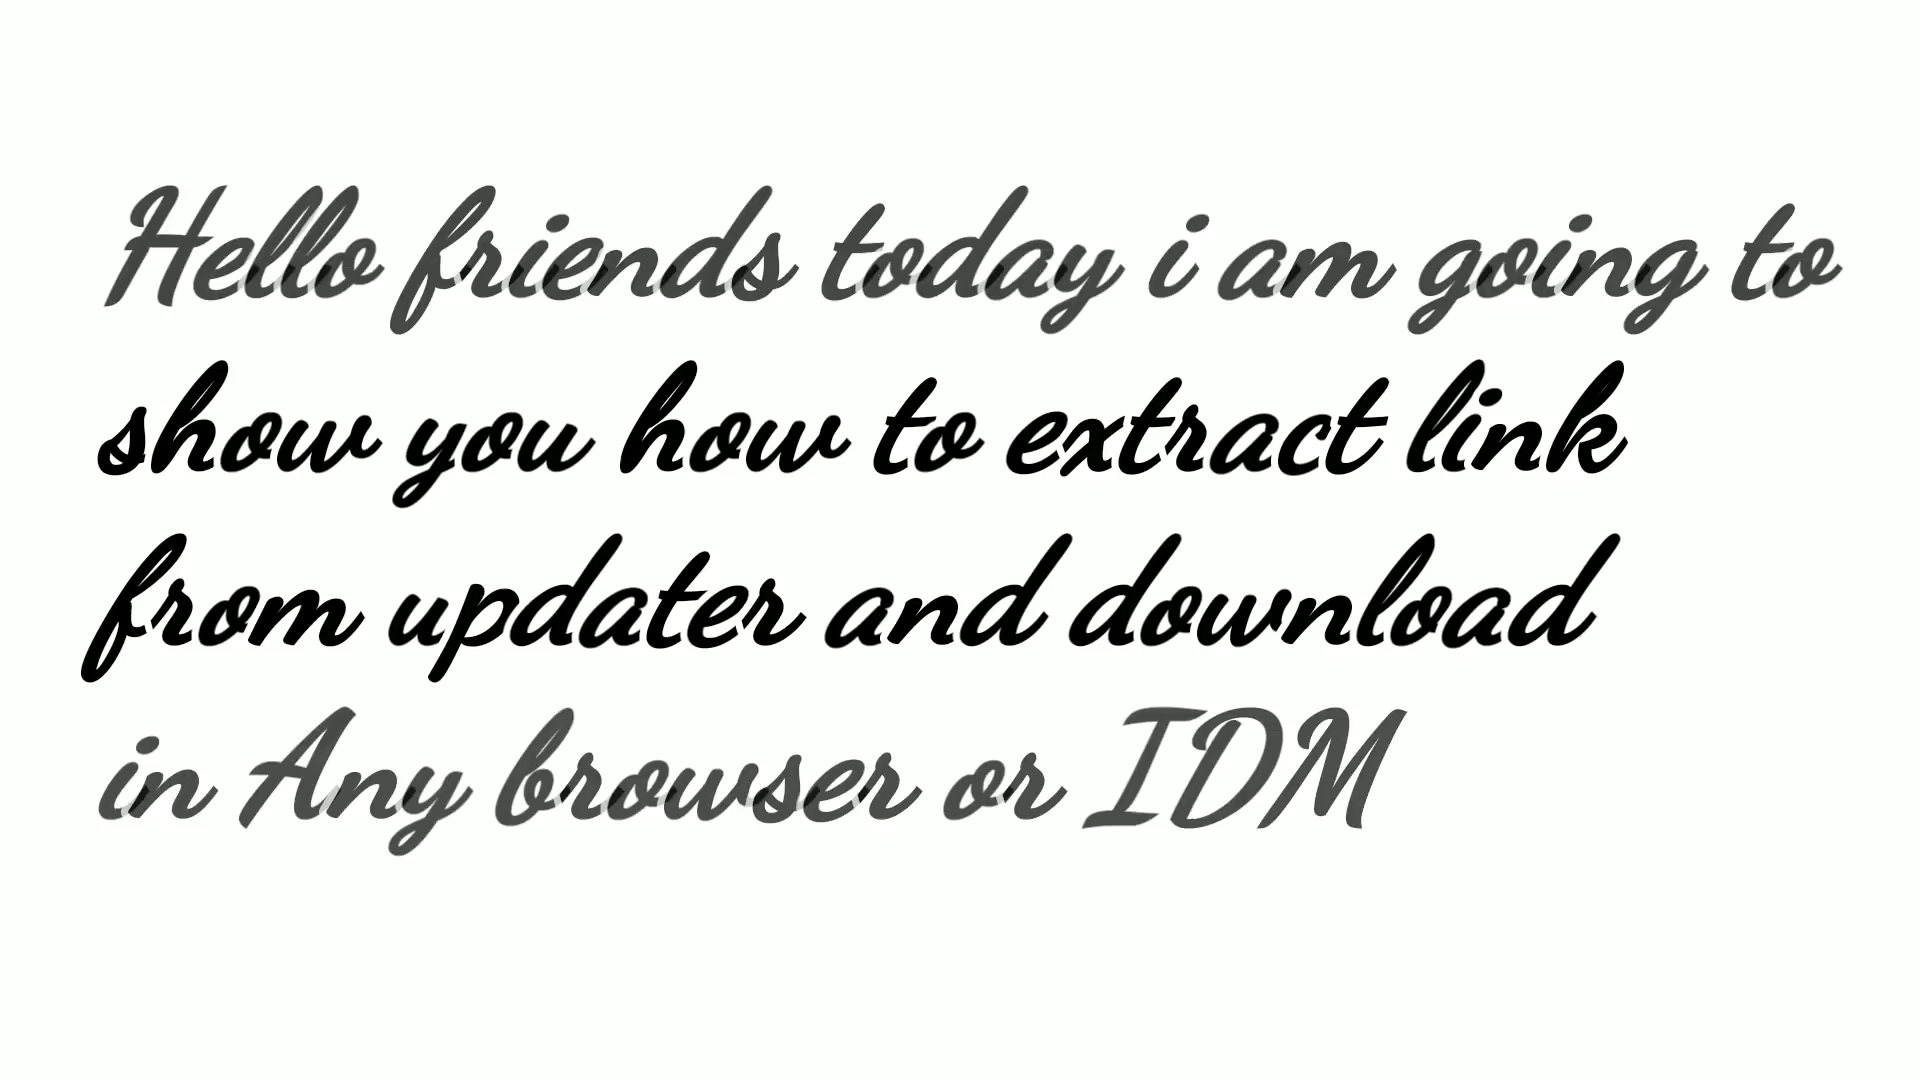 Hello friends today i am going to
show you how to extract link
from updater and download
in Any browser or IDM